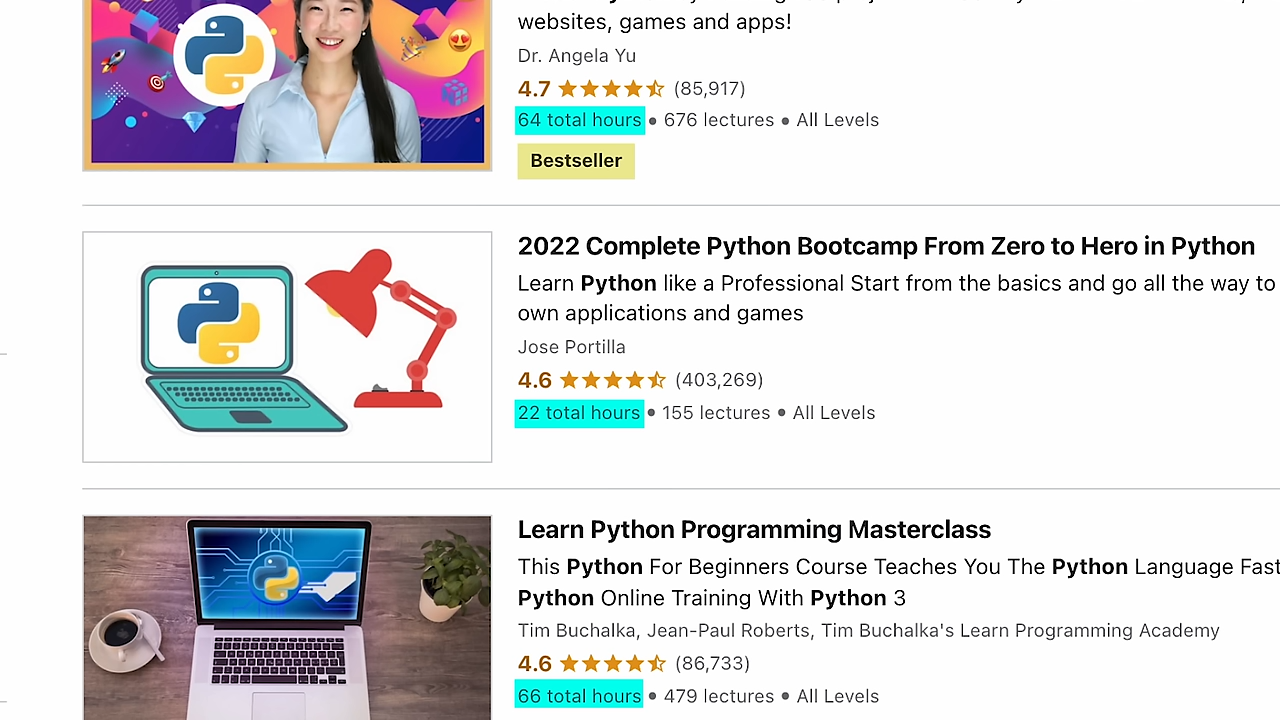 websites, games and apps!
Dr. Angela Yu
4.7 (85,917)
64 total hours • 676 lectures • All Levels
Bestseller
2022 Complete Python Bootcamp From Zero to Hero in Python
Learn Python like a Professional Start from the basics and go all the way to
own applications and games
Jose Portilla
4.6 (403,269)
22 total hours • 155 lectures • All Levels
Learn Python Programming Masterclass
This Python For Beginners Course Teaches You The Python Language Fast
Python Online Training With Python 3
Tim Buchalka, Jean-Paul Roberts, Tim Buchalka's Learn Programming Academy
4.6 (86,733)
66 total hours • 479 lectures • All Levels